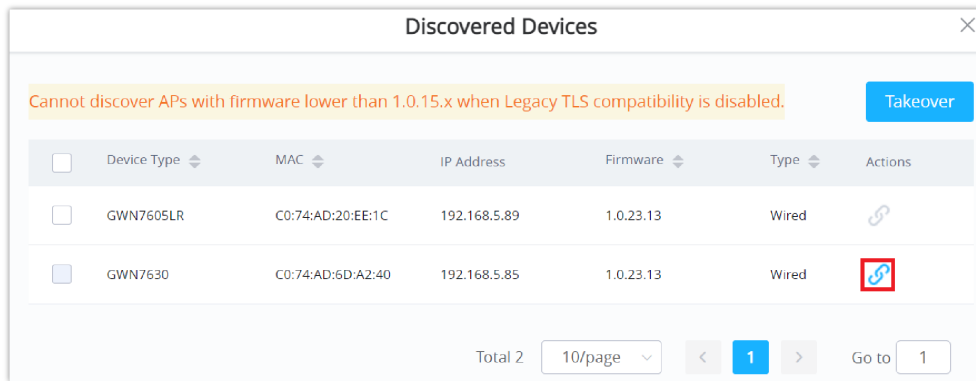 Discovered Devices
Cannot discover APs with firmware lower than 1.0.15.x when Legacy TLS compatibility is disabled.
Takeover
Device Type MAC IP Address Firmware Type Actions
GWN7605LR C0:74:AD:20:EE:1C 192.168.5.89 1.0.23.13 Wired
GWN7630 C0:74:AD:6D:A2:40 192.168.5.85 1.0.23.13 Wired
Total 2 10/page < 1 > Go to 1